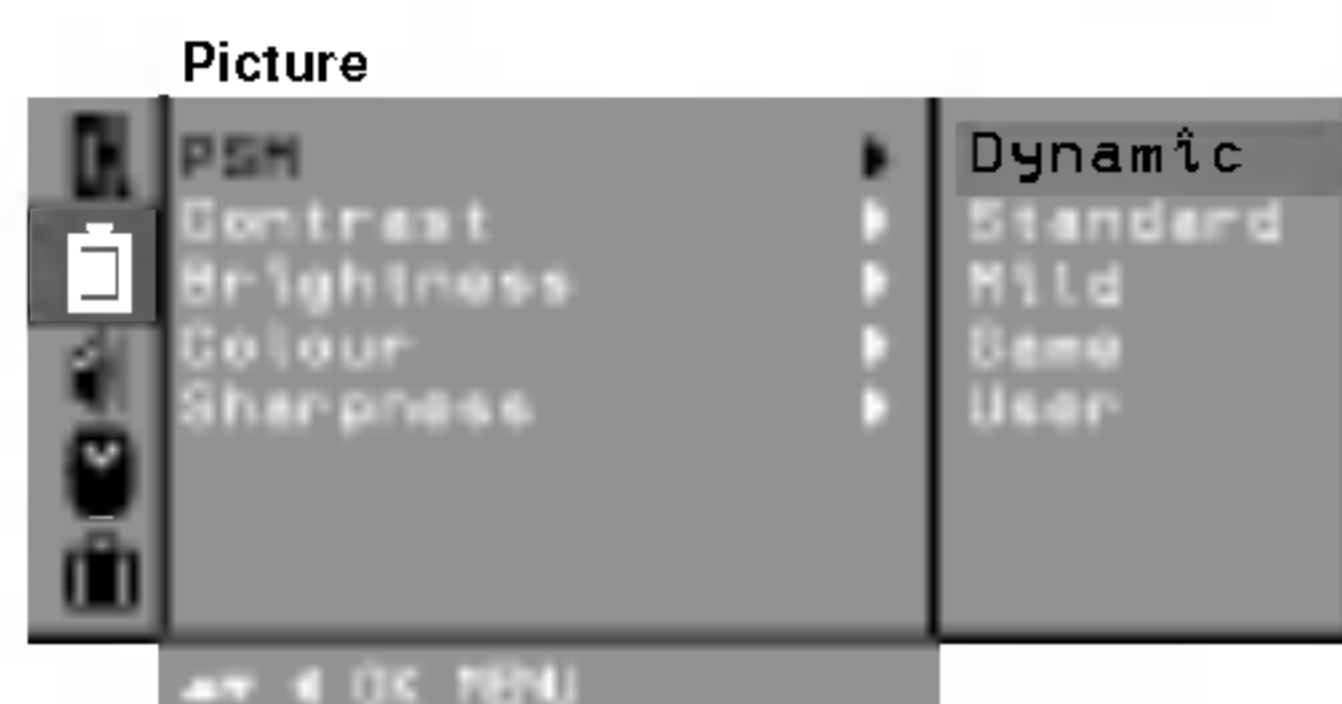 Picture
PSM
Contrast
Brightness
Colour
Sharpness
Dynamic
Standard
Mild
Game
User
OK MENU